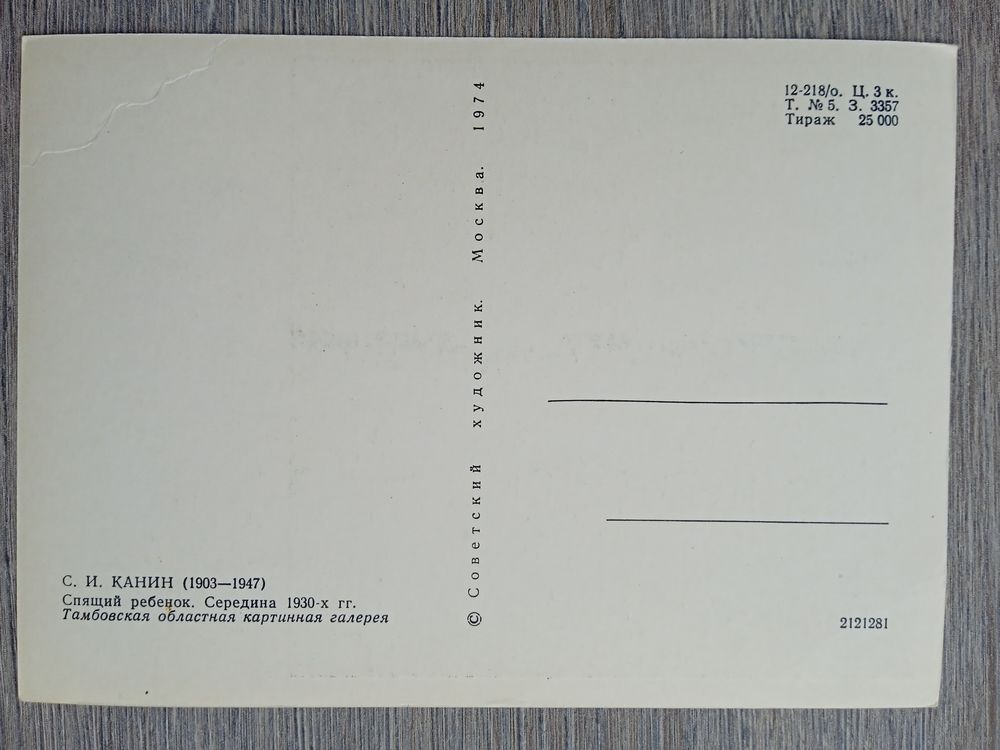 12-218/о. Ц. 3 к.
Т. № 5. З. 3357
Тираж 25 000
© Советский художник. Москва. 1974
С. И. КАНИН (1903—1947)
Спящий ребенок. Середина 1930-х гг.
Тамбовская областная картинная галерея
2121281